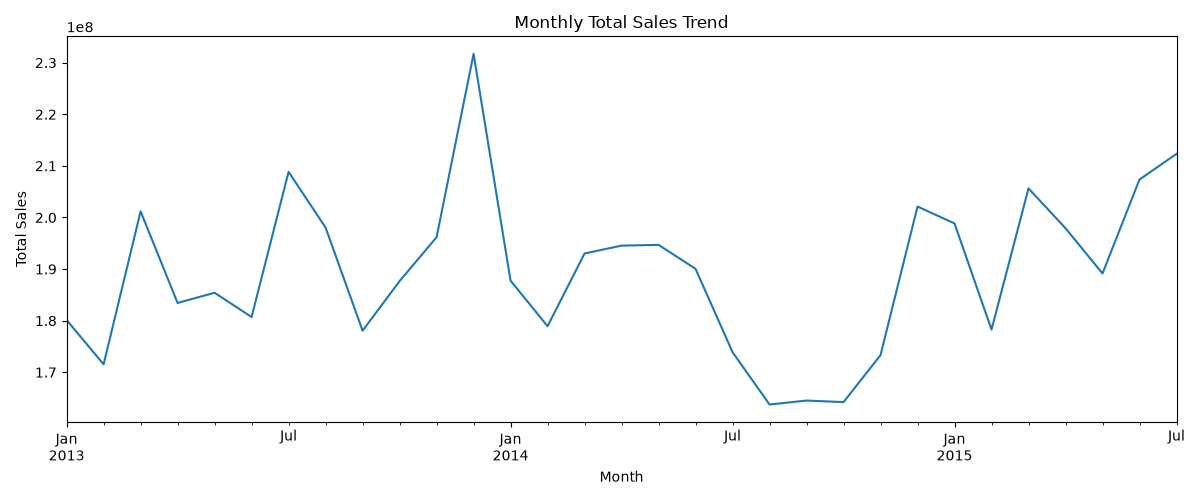 Monthly Total Sales Trend
1e8
2.3
2.2
2.1
2.0
1.9
1.8
1.7
Total Sales
Jan
2013
Jul
Jan
2014
Jul
Jan
2015
Jul
Month